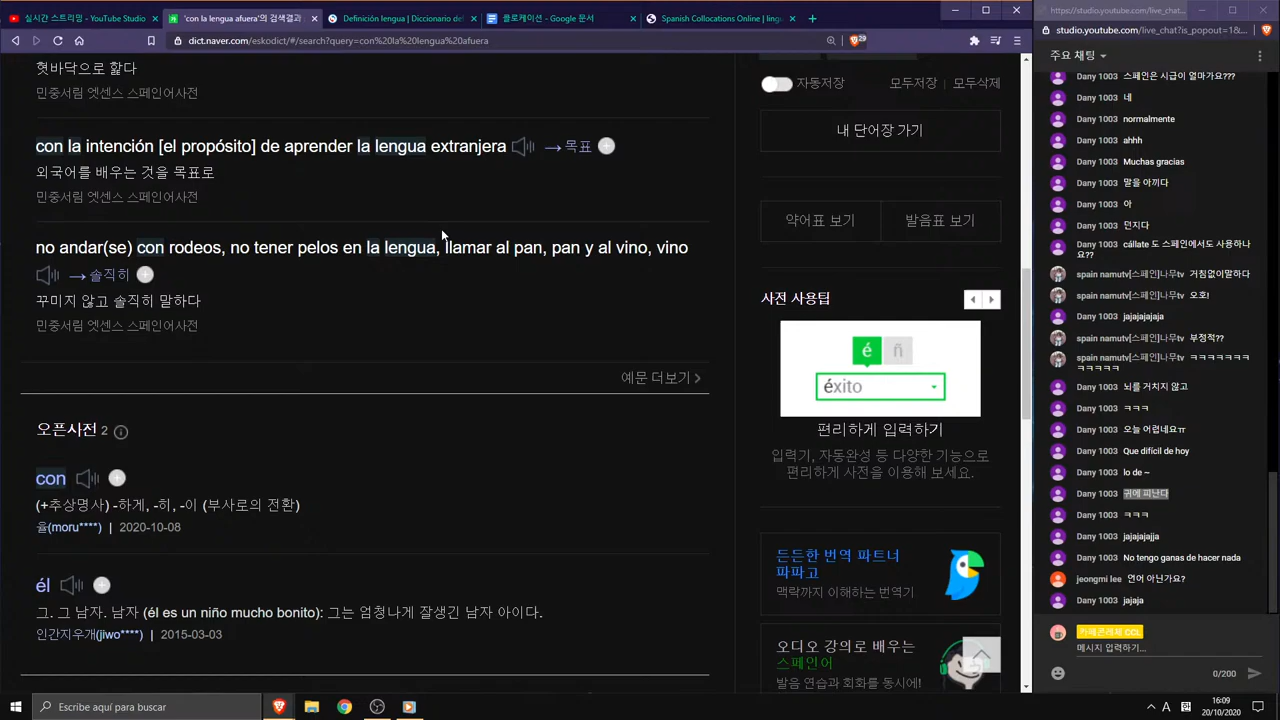 실시간 스트리밍 - YouTube Studio
'con la lengua afuera'의 검색결과
Definición lengua | Diccionario del
콜로케이션 - Google 문서
Spanish Collocations Online | lingu
dict.naver.com/eskodict/#/search?query=con%20la%20lengua%20afuera
29
혓바닥으로 핥다
민중서림 엣센스 스페인어사전
con la intención [el propósito] de aprender la lengua extranjera → 목표
외국어를 배우는 것을 목표로
민중서림 엣센스 스페인어사전
no andar(se) con rodeos, no tener pelos en la lengua, llamar al pan, pan y al vino, vino
→ 솔직히
꾸미지 않고 솔직히 말하다
민중서림 엣센스 스페인어사전
예문 더보기
오픈사전 2
con
(+추상명사) -하게, -히, -이 (부사로의 전환)
율(moru****) | 2020-10-08
él
그. 그 남자. 남자 (él es un niño mucho bonito): 그는 엄청나게 잘생긴 남자 아이다.
인간지우개(jiwo****) | 2015-03-03
자동저장
모두저장 | 모두삭제
내 단어장 가기
약어표 보기
발음표 보기
사전 사용팁
é ñ
éxito
편리하게 입력하기
입력기, 자동완성 등 다양한 기능으로
편리하게 사전을 이용해 보세요.
든든한 번역 파트너
파파고
맥락까지 이해하는 번역기
오디오 강의로 배우는
스페인어
발음 연습과 회화를 동시에!
https://studio.youtube.com/live_chat?is_popout=1&...
studio.youtube.com/live_chat?is_popout=1&...
주요 채팅
Dany 1003 스페인은 시급이 얼마가요???
Dany 1003 네
Dany 1003 normalmente
Dany 1003 ahhh
Dany 1003 Muchas gracias
Dany 1003 말을 아끼다
Dany 1003 아
Dany 1003 던지다
Dany 1003 cállate 도 스페인에서도 사용하나
요??
spain namutv[스페인]나무tv 거침없이말하다
spain namutv[스페인]나무tv 오호!
Dany 1003 jajajajajaja
spain namutv[스페인]나무tv 부정적??
spain namutv[스페인]나무tv ㅋㅋㅋㅋㅋㅋㅋ
ㅋㅋㅋㅋㅋ
Dany 1003 뇌를 거치지 않고
Dany 1003 ㅋㅋㅋ
Dany 1003 오늘 어렵네요ㅠ
Dany 1003 Que difícil de hoy
Dany 1003 lo de ~
Dany 1003 귀에 피난다
Dany 1003 ㅋㅋㅋ
Dany 1003 jajajajajja
Dany 1003 No tengo ganas de hacer nada
jeongmi lee 언어 아닌가요?
Dany 1003 jajaja
메시지 입력하기...
0/200
Escribe aquí para buscar
16:09
20/10/2020